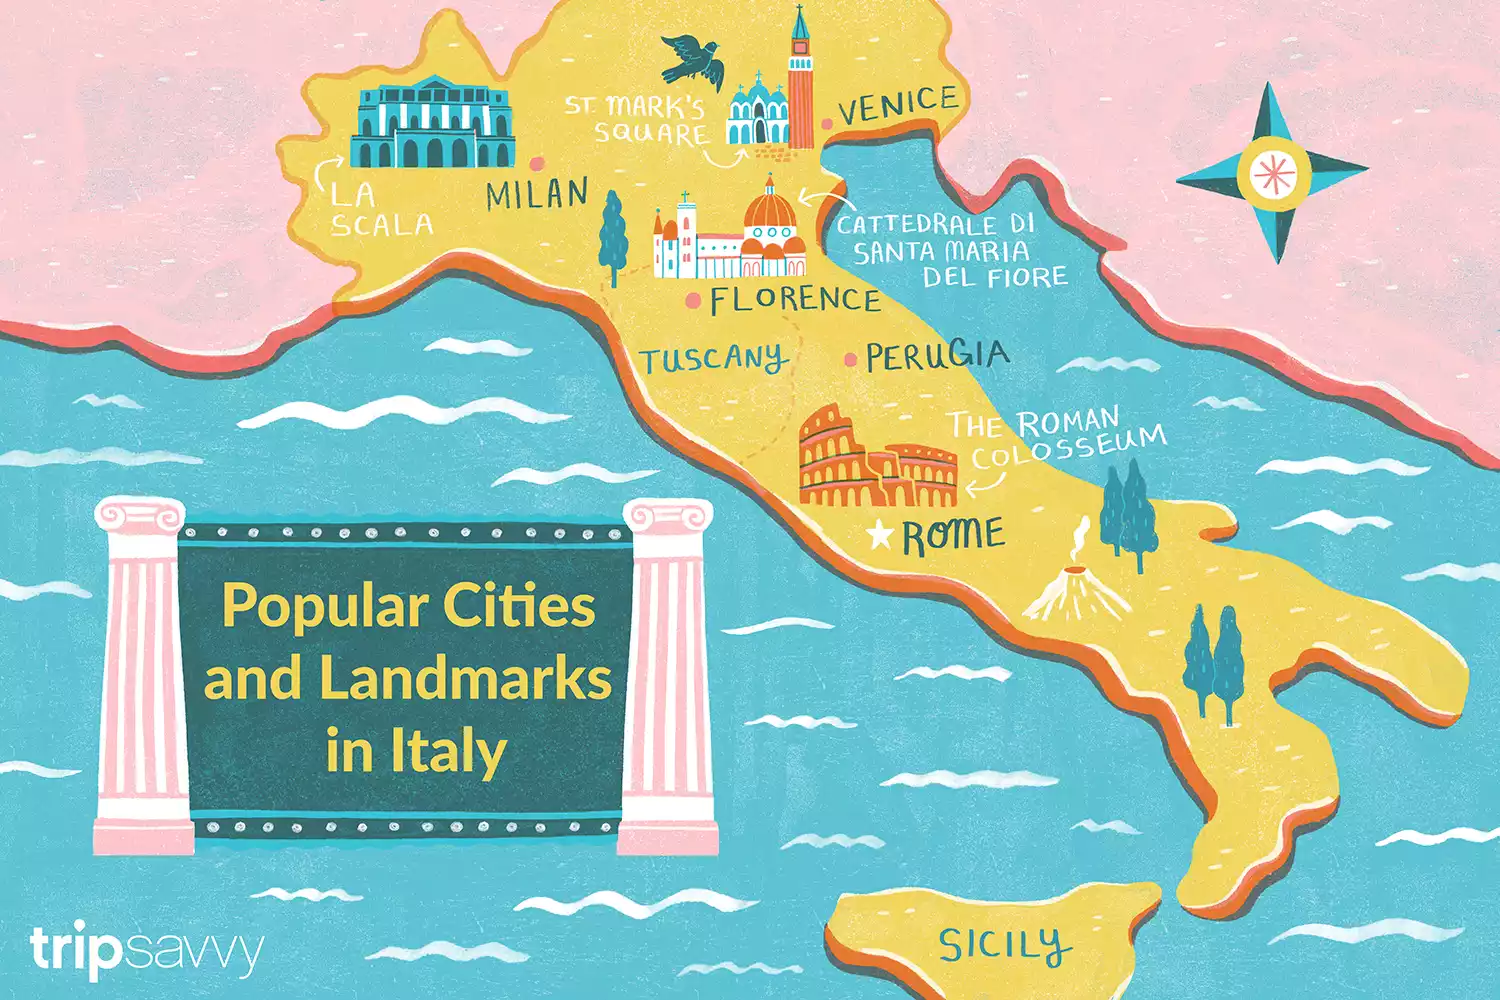 ST MARK'S
SQUARE
VENICE
LA
SCALA
MILAN
CATTEDRALE DI
SANTA MARIA
DEL FIORE
FLORENCE
TUSCANY
PERUGIA
THE ROMAN
COLOSSEUM
ROME
Popular Cities
and Landmarks
in Italy
SICILY
tripsavvy